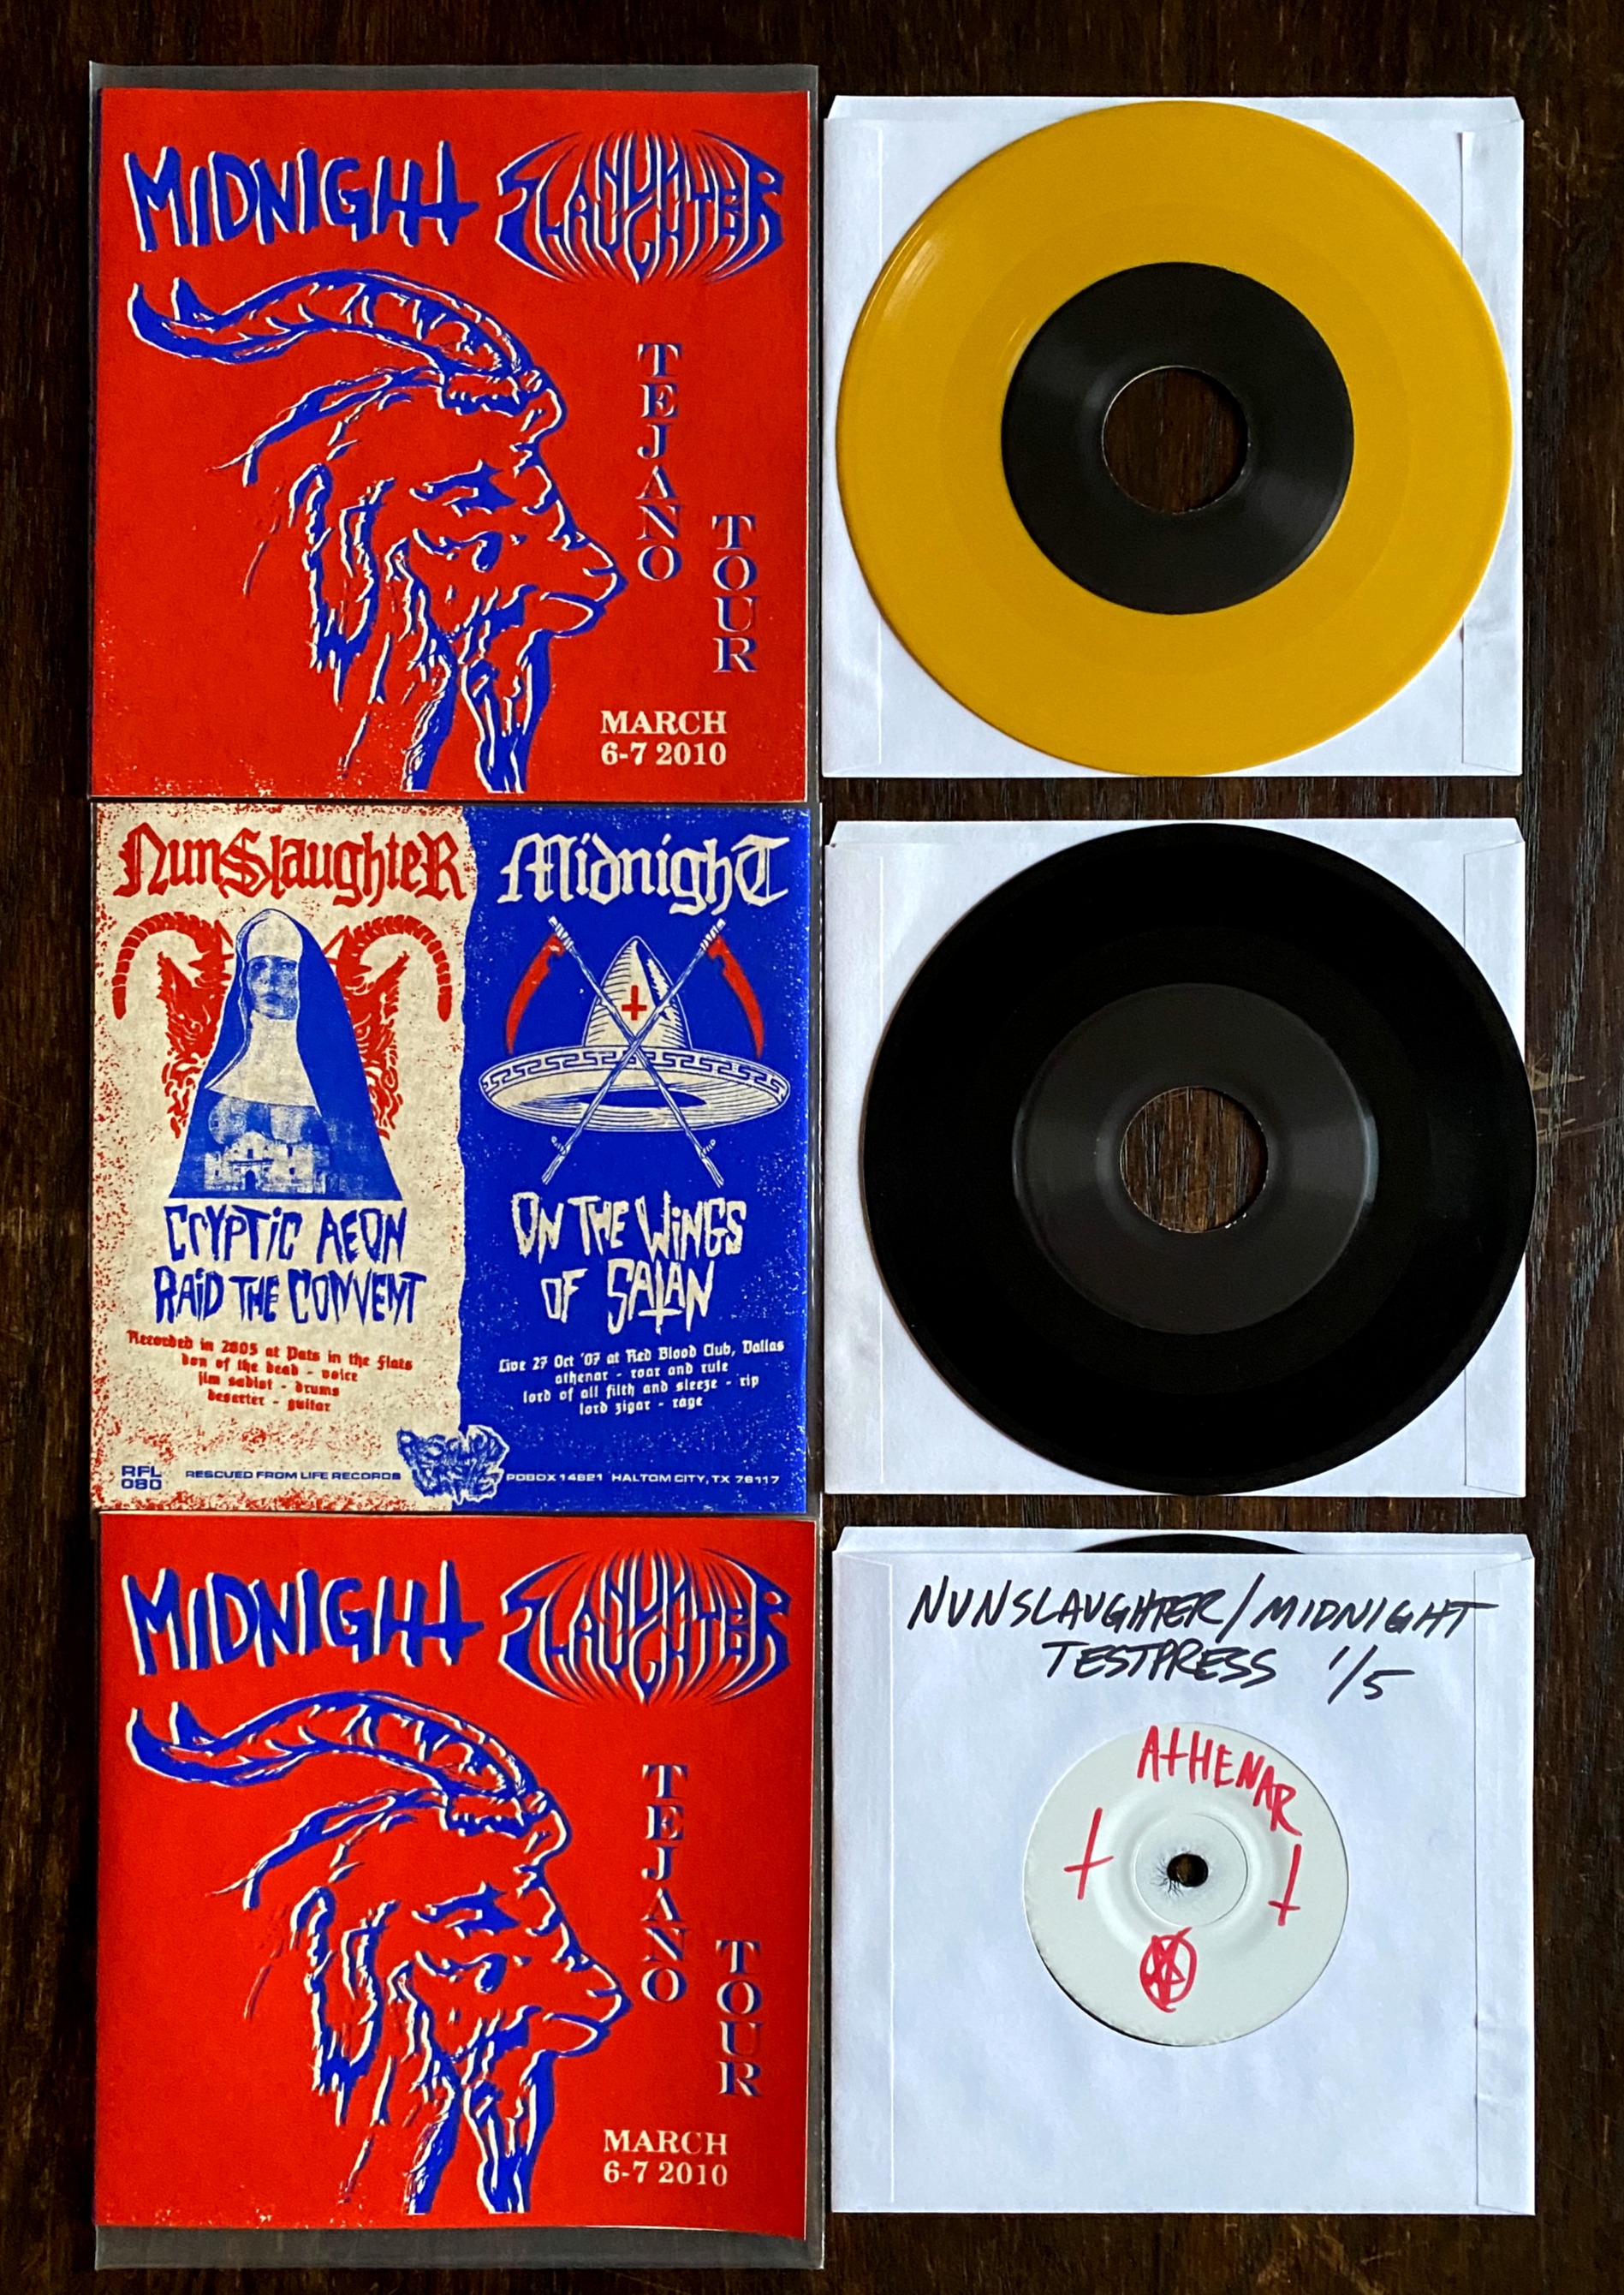 MIDNIGHT
NUNSLAUGHTER
TEJANO
TOUR
MARCH
6-7 2010
NunSlaughteR
MidnighT
CRYPTIC AEON
RAID THE CONVENT
Recorded in 2005 at Pats in the Flats
don of the dead - voice
jim sadist - drums
deserter - guitar
ON THE WINGS
OF SATAN
Live 27 Oct '07 at Red Blood Club, Dallas
athenar - roar and rule
lord of all filth and sleeze - rip
lord zigar - rage
RFL
080
RESCUED FROM LIFE RECORDS
RESCUED
FROM
LIFE
POBOX 14821 HALTOM CITY, TX 76117
MIDNIGHT
NUNSLAUGHTER
TEJANO
TOUR
MARCH
6-7 2010
NUNSLAUGHTER/MIDNIGHT
TESTPRESS 1/5
ATHENAR